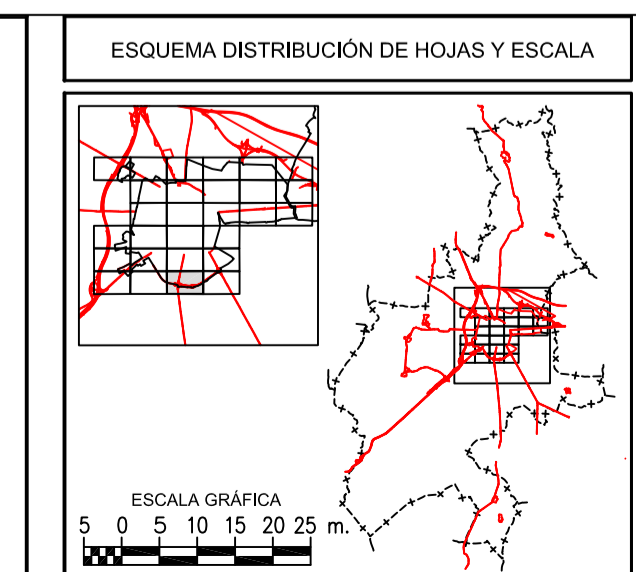 ESQUEMA DISTRIBUCIÓN DE HOJAS Y ESCALA
ESCALA GRÁFICA
5 0 5 10 15 20 25 m.